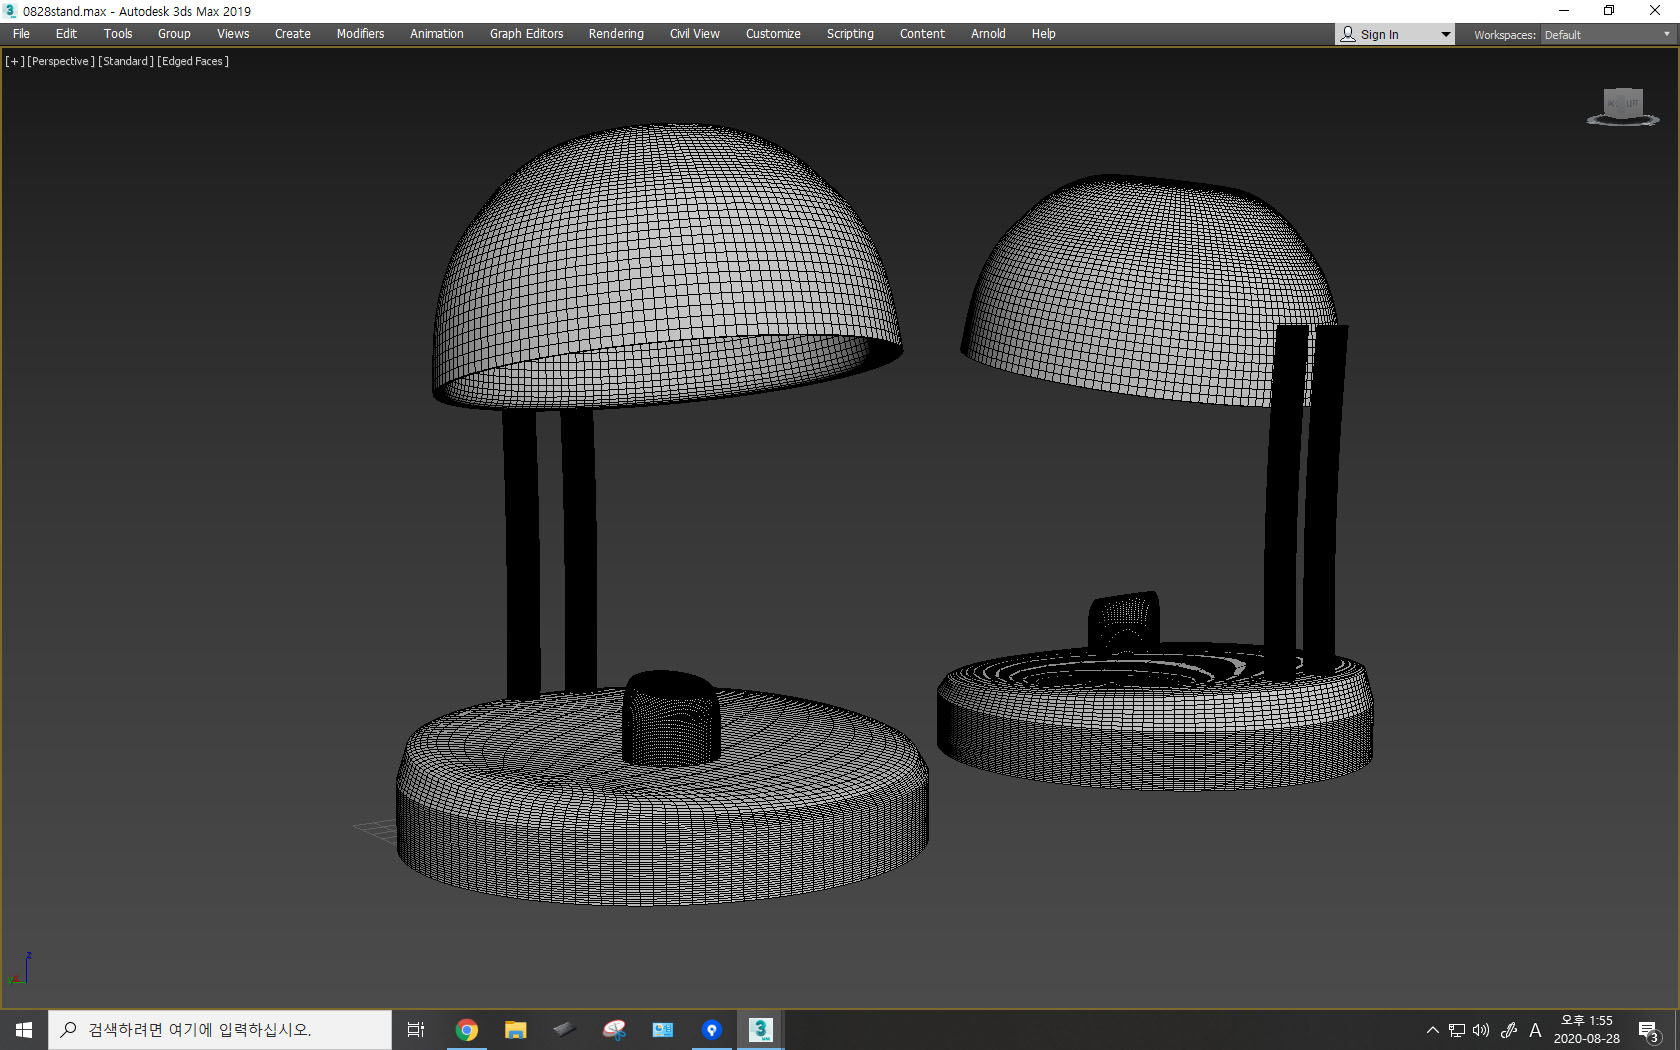 0828stand.max - Autodesk 3ds Max 2019
File Edit Tools Group Views Create Modifiers Animation Graph Editors Rendering Civil View Customize Scripting Content Arnold Help Sign In Workspaces: Default
[+] [Perspective] [Standard] [Edged Faces]
z
검색하려면 여기에 입력하십시오.
3
A
오후 1:55
2020-08-28
3